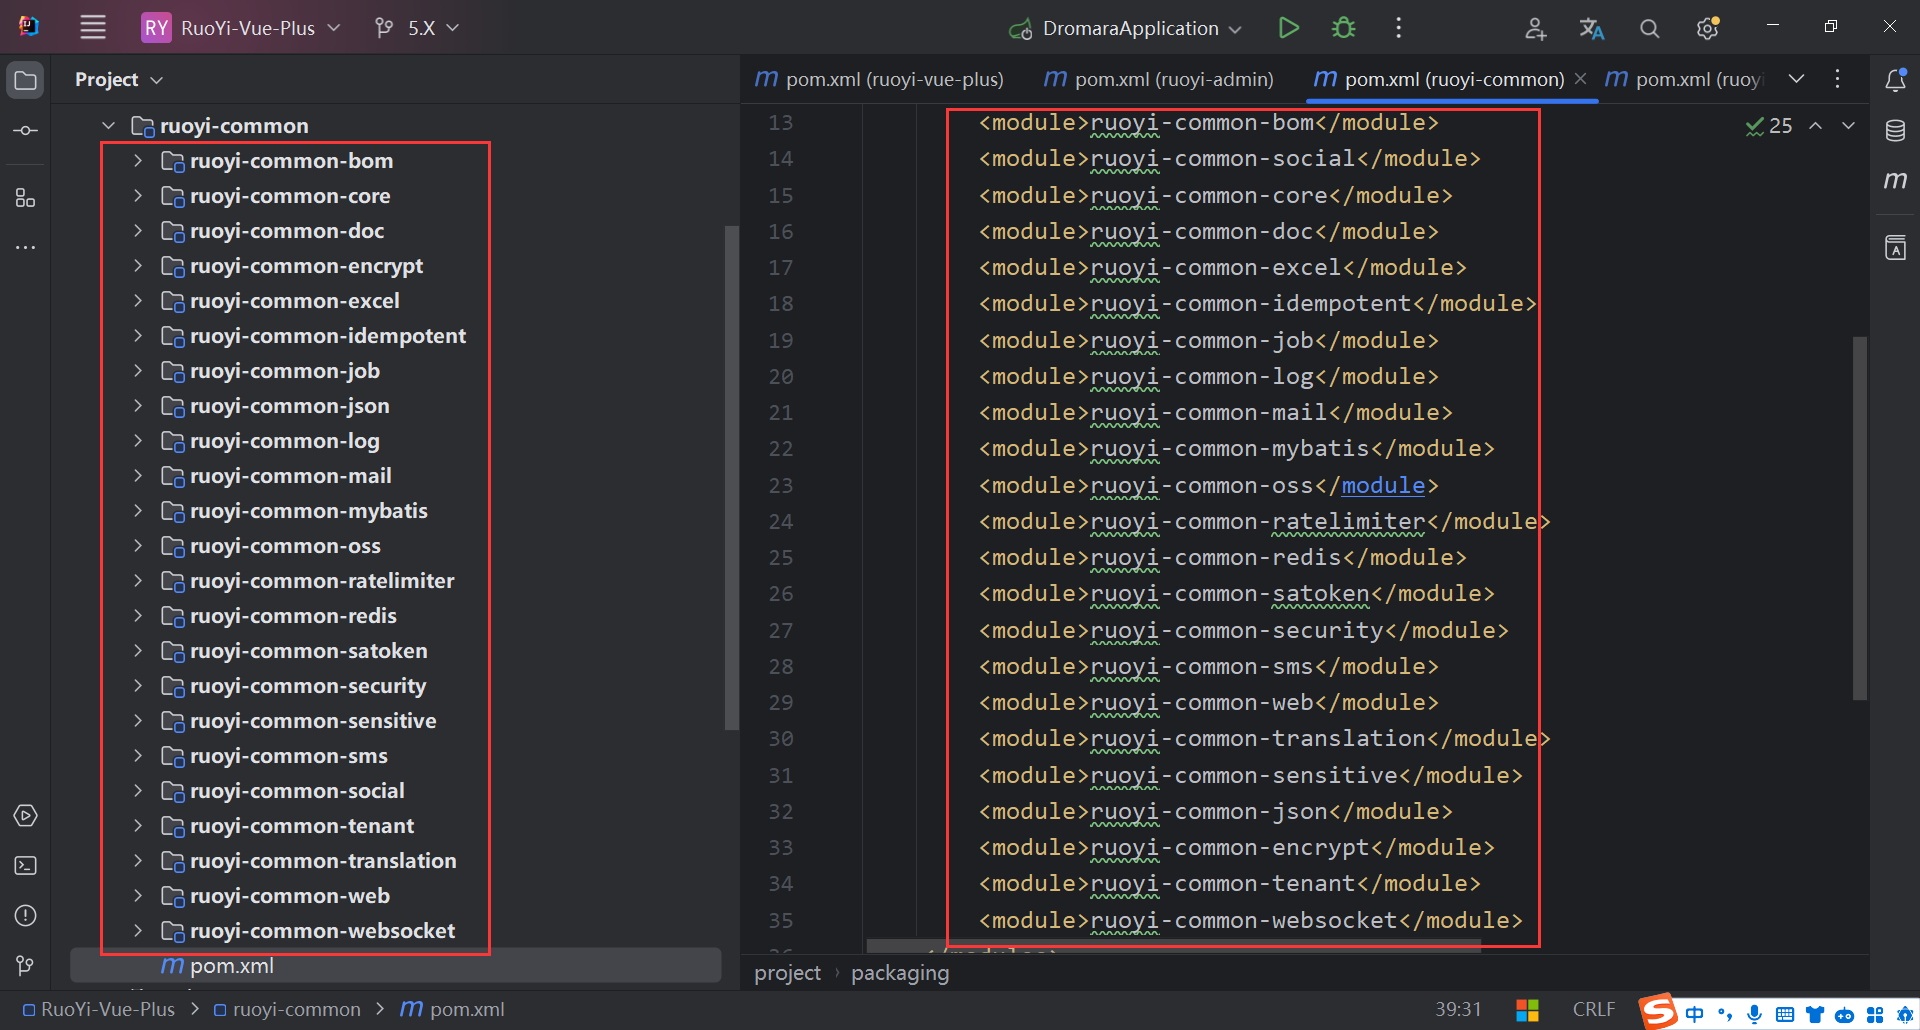 RY RuoYi-Vue-Plus 5.X DromaraApplication
Project
pom.xml (ruoyi-vue-plus) pom.xml (ruoyi-admin) pom.xml (ruoyi-common) pom.xml (ruoyi
ruoyi-common
ruoyi-common-bom
ruoyi-common-core
ruoyi-common-doc
ruoyi-common-encrypt
ruoyi-common-excel
ruoyi-common-idempotent
ruoyi-common-job
ruoyi-common-json
ruoyi-common-log
ruoyi-common-mail
ruoyi-common-mybatis
ruoyi-common-oss
ruoyi-common-ratelimiter
ruoyi-common-redis
ruoyi-common-satoken
ruoyi-common-security
ruoyi-common-sensitive
ruoyi-common-sms
ruoyi-common-social
ruoyi-common-tenant
ruoyi-common-translation
ruoyi-common-web
ruoyi-common-websocket
pom.xml
13 <module>ruoyi-common-bom</module>
14 <module>ruoyi-common-social</module>
15 <module>ruoyi-common-core</module>
16 <module>ruoyi-common-doc</module>
17 <module>ruoyi-common-excel</module>
18 <module>ruoyi-common-idempotent</module>
19 <module>ruoyi-common-job</module>
20 <module>ruoyi-common-log</module>
21 <module>ruoyi-common-mail</module>
22 <module>ruoyi-common-mybatis</module>
23 <module>ruoyi-common-oss</module>
24 <module>ruoyi-common-ratelimiter</module>
25 <module>ruoyi-common-redis</module>
26 <module>ruoyi-common-satoken</module>
27 <module>ruoyi-common-security</module>
28 <module>ruoyi-common-sms</module>
29 <module>ruoyi-common-web</module>
30 <module>ruoyi-common-translation</module>
31 <module>ruoyi-common-sensitive</module>
32 <module>ruoyi-common-json</module>
33 <module>ruoyi-common-encrypt</module>
34 <module>ruoyi-common-tenant</module>
35 <module>ruoyi-common-websocket</module>
25
project › packaging
RuoYi-Vue-Plus > ruoyi-common > pom.xml
39:31 CRLF 中